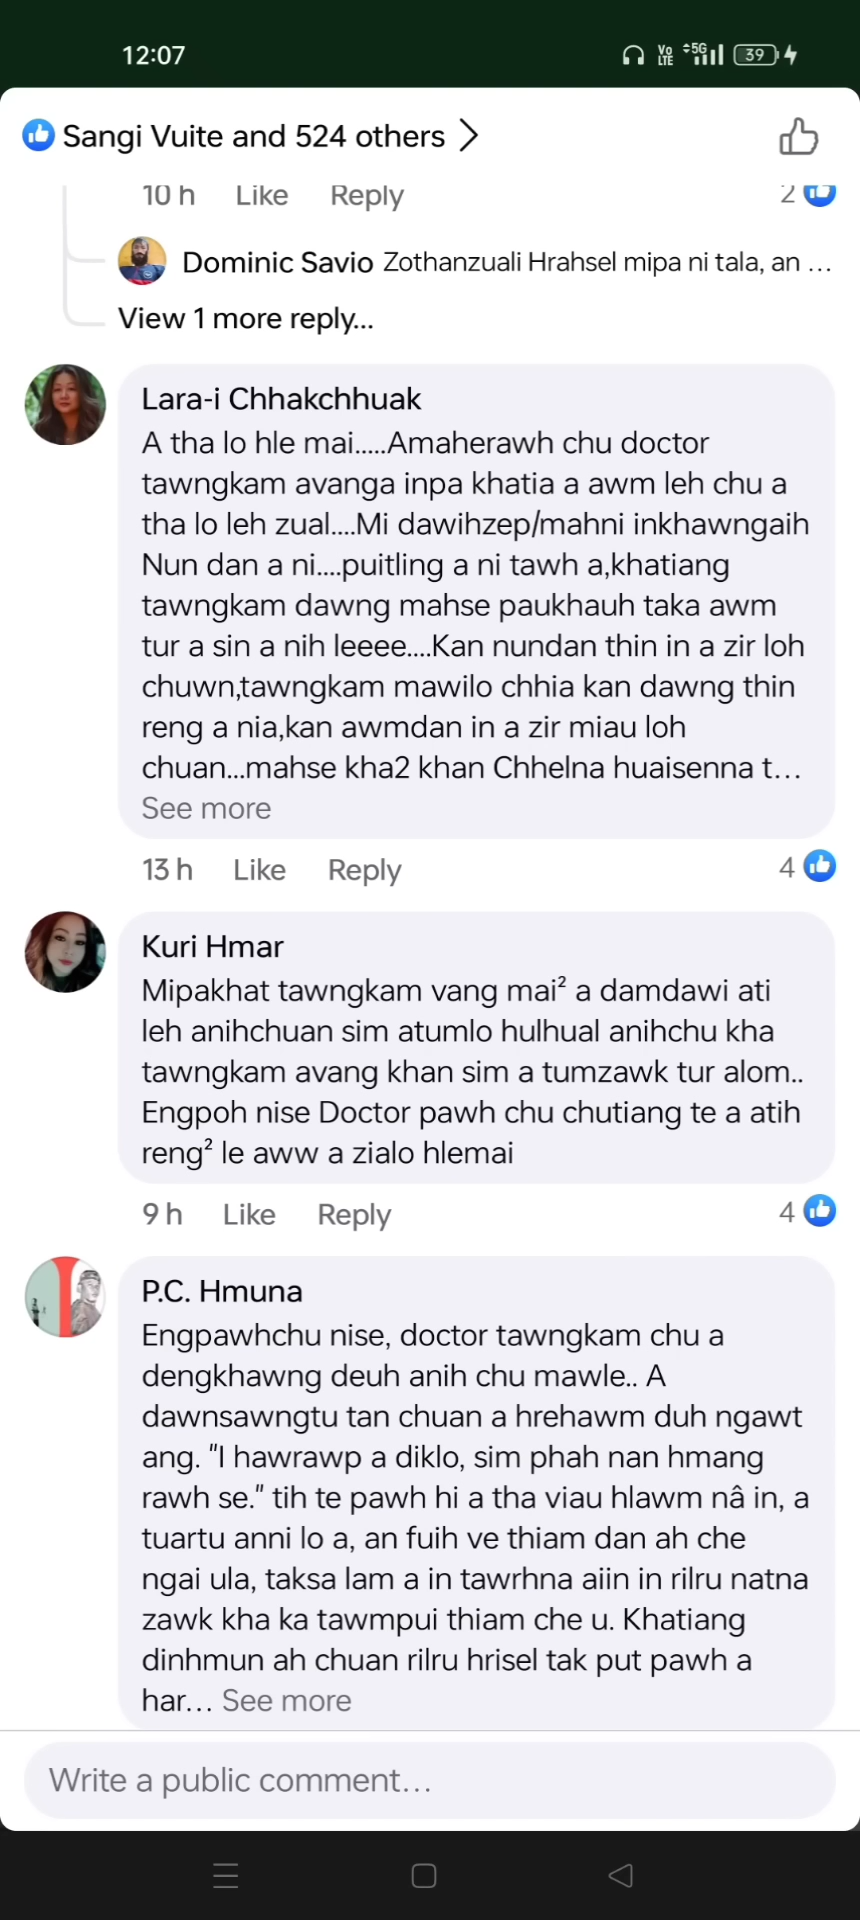 12:07
Vo LTE 5G 39
Sangi Vuite and 524 others
10 h Like Reply 2
Dominic Savio Zothanzuali Hrahsel mipa ni tala, an ...
View 1 more reply...
Lara-i Chhakchhuak
A tha lo hle mai.....Amaherawh chu doctor
tawngkam avanga inpa khatia a awm leh chu a
tha lo leh zual....Mi dawihzep/mahni inkhawngaih
Nun dan a ni....puitling a ni tawh a,khatiang
tawngkam dawng mahse paukhauh taka awm
tur a sin a nih leeee....Kan nundan thin in a zir loh
chuwn,tawngkam mawilo chhia kan dawng thin
reng a nia,kan awmdan in a zir miau loh
chuan...mahse kha2 khan Chhelna huaisenna t...
See more
13 h Like Reply 4
Kuri Hmar
Mipakhat tawngkam vang mai² a damdawi ati
leh anihchuan sim atumlo hulhual anihchu kha
tawngkam avang khan sim a tumzawk tur alom..
Engpoh nise Doctor pawh chu chutiang te a atih
reng² le aww a zialo hlemai
9 h Like Reply 4
P.C. Hmuna
Engpawhchu nise, doctor tawngkam chu a
dengkhawng deuh anih chu mawle.. A
dawnsawngtu tan chuan a hrehawm duh ngawt
ang. "I hawrawp a diklo, sim phah nan hmang
rawh se." tih te pawh hi a tha viau hlawm nâ in, a
tuartu anni lo a, an fuih ve thiam dan ah che
ngai ula, taksa lam a in tawrhna aiin in rilru natna
zawk kha ka tawmpui thiam che u. Khatiang
dinhmun ah chuan rilru hrisel tak put pawh a
har... See more
Write a public comment...